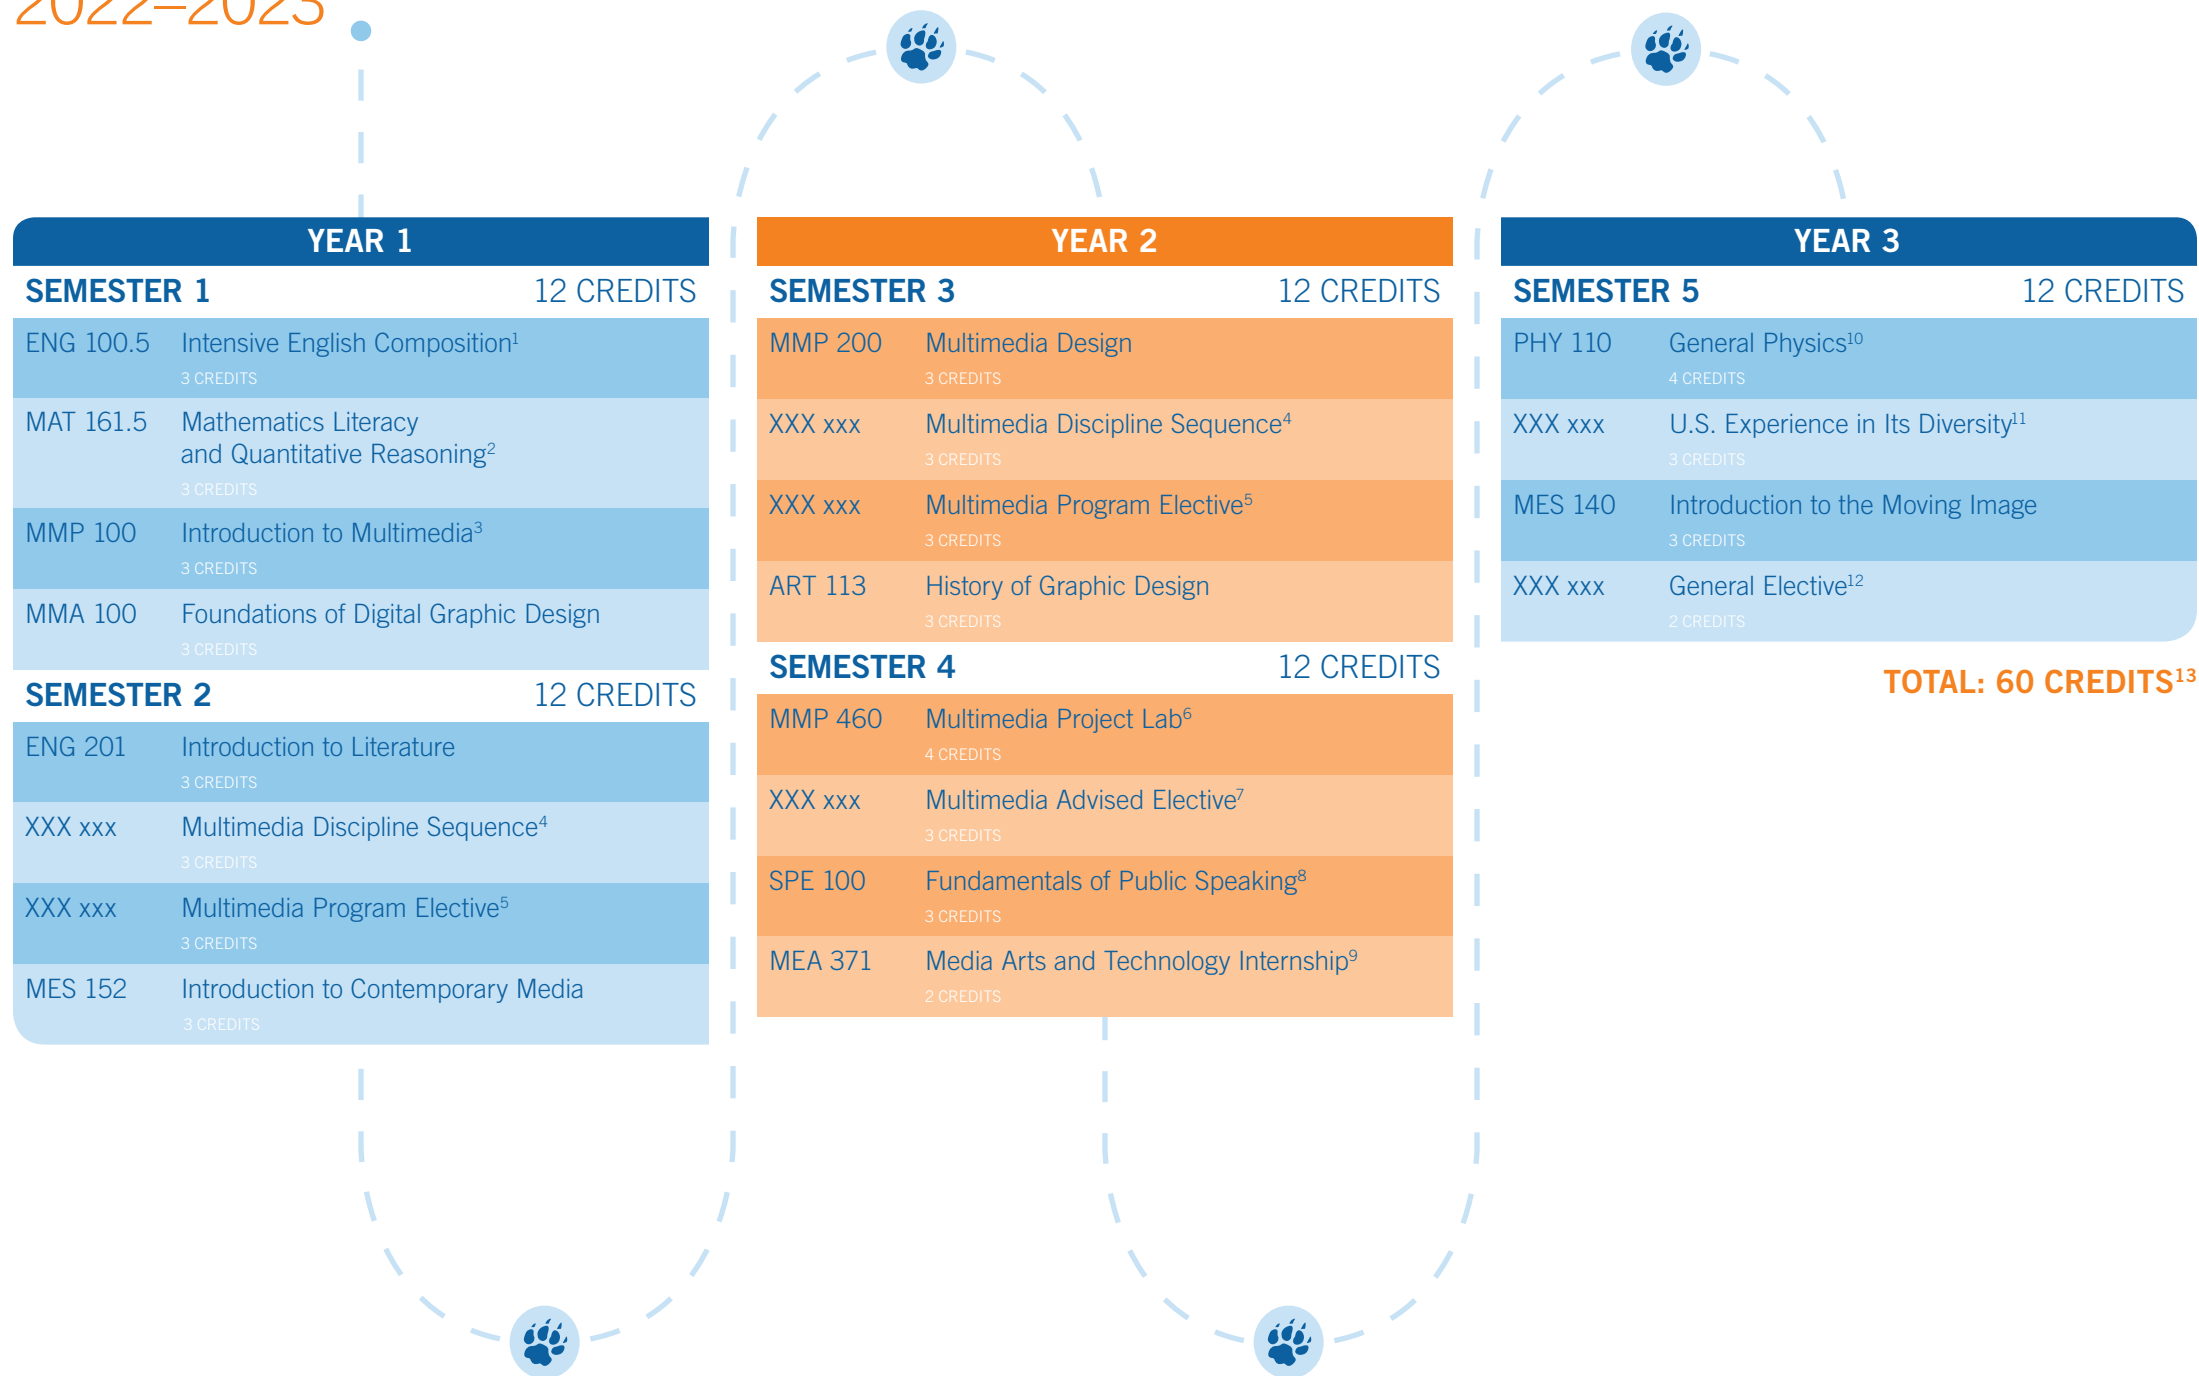 2022–2023
YEAR 1
SEMESTER 1 12 CREDITS
ENG 100.5 Intensive English Composition¹
3 CREDITS
MAT 161.5 Mathematics Literacy
and Quantitative Reasoning²
3 CREDITS
MMP 100 Introduction to Multimedia³
3 CREDITS
MMA 100 Foundations of Digital Graphic Design
3 CREDITS
SEMESTER 2 12 CREDITS
ENG 201 Introduction to Literature
3 CREDITS
XXX xxx Multimedia Discipline Sequence⁴
3 CREDITS
XXX xxx Multimedia Program Elective⁵
3 CREDITS
MES 152 Introduction to Contemporary Media
3 CREDITS
YEAR 2
SEMESTER 3 12 CREDITS
MMP 200 Multimedia Design
3 CREDITS
XXX xxx Multimedia Discipline Sequence⁴
3 CREDITS
XXX xxx Multimedia Program Elective⁵
3 CREDITS
ART 113 History of Graphic Design
3 CREDITS
SEMESTER 4 12 CREDITS
MMP 460 Multimedia Project Lab⁶
4 CREDITS
XXX xxx Multimedia Advised Elective⁷
3 CREDITS
SPE 100 Fundamentals of Public Speaking⁸
3 CREDITS
MEA 371 Media Arts and Technology Internship⁹
2 CREDITS
YEAR 3
SEMESTER 5 12 CREDITS
PHY 110 General Physics¹⁰
4 CREDITS
XXX xxx U.S. Experience in Its Diversity¹¹
3 CREDITS
MES 140 Introduction to the Moving Image
3 CREDITS
XXX xxx General Elective¹²
2 CREDITS
TOTAL: 60 CREDITS¹³